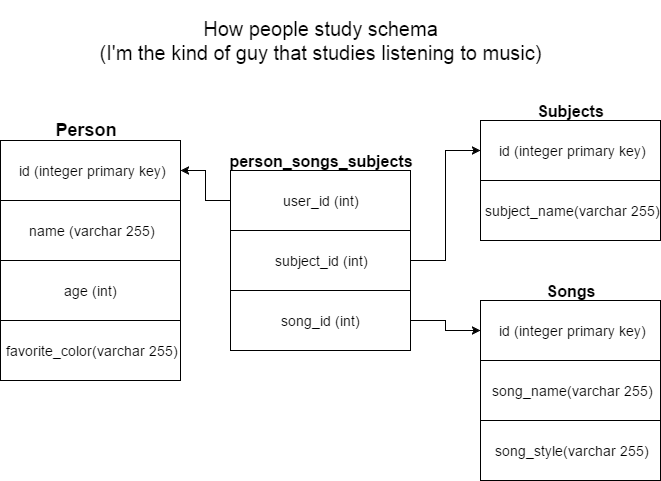 How people study schema
(I'm the kind of guy that studies listening to music)
Person
id (integer primary key)
name (varchar 255)
age (int)
favorite_color(varchar 255)
person_songs_subjects
user_id (int)
subject_id (int)
song_id (int)
Subjects
id (integer primary key)
subject_name(varchar 255)
Songs
id (integer primary key)
song_name(varchar 255)
song_style(varchar 255)